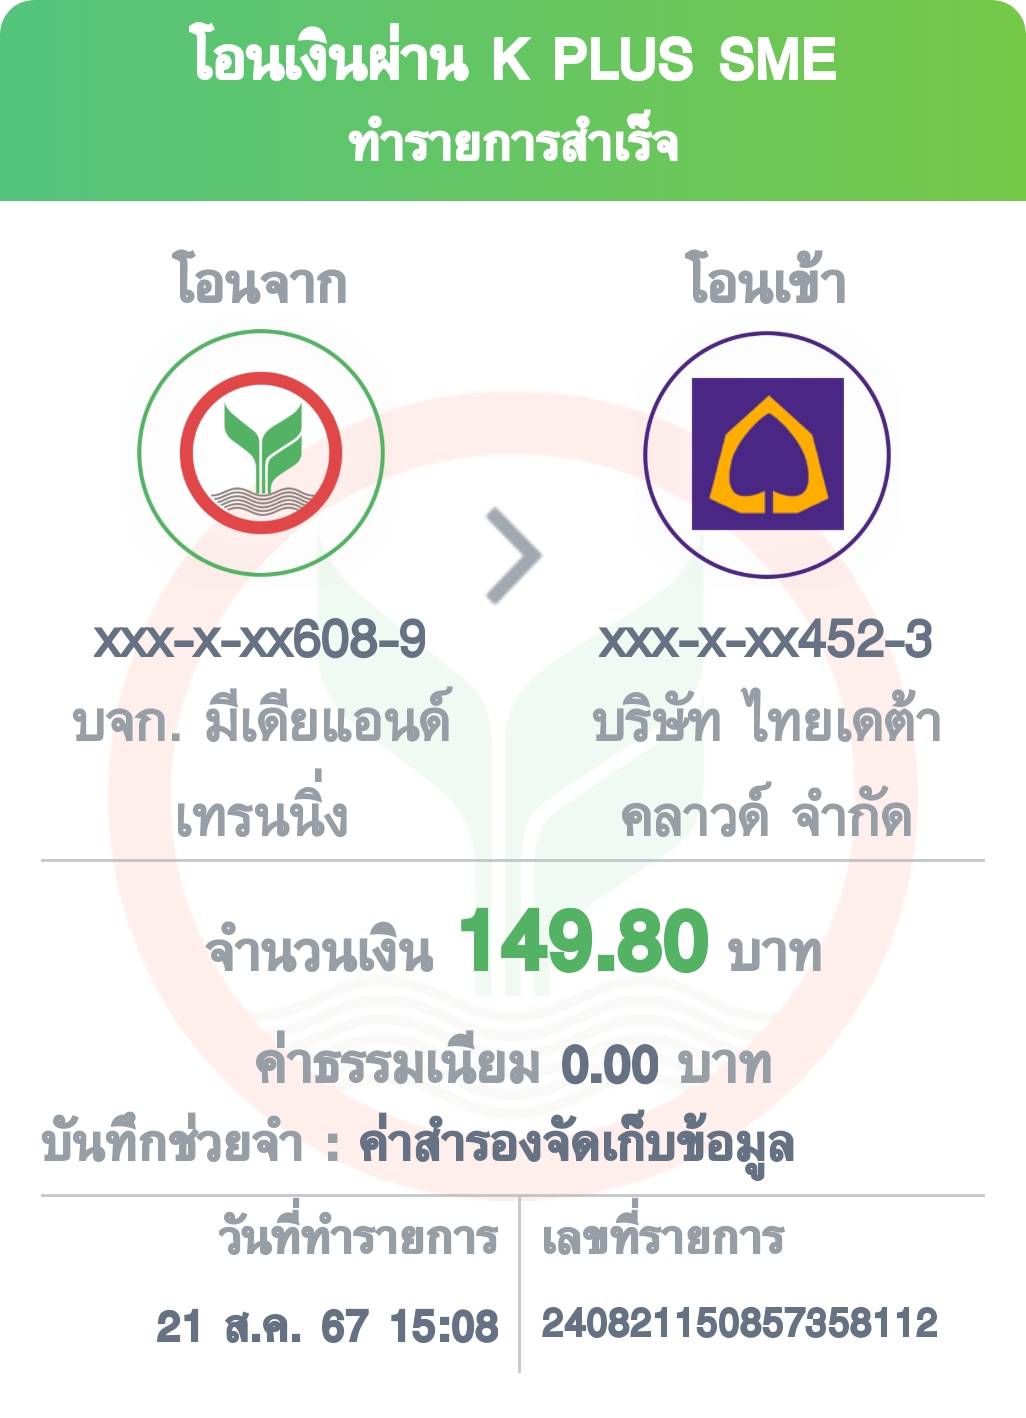 โอนเงินผ่าน K PLUS SME
ทำรายการสำเร็จ
โอนจาก
โอนเข้า
xxx-x-xx608-9
xxx-x-xx452-3
บจก. มีเดียแอนด์
เทรนนิ่ง
บริษัท ไทยเดต้า
คลาวด์ จำกัด
จำนวนเงิน 149.80 บาท
ค่าธรรมเนียม 0.00 บาท
บันทึกช่วยจำ : ค่าสำรองจัดเก็บข้อมูล
วันที่ทำรายการ
21 ส.ค. 67 15:08
เลขที่รายการ
240821150857358112